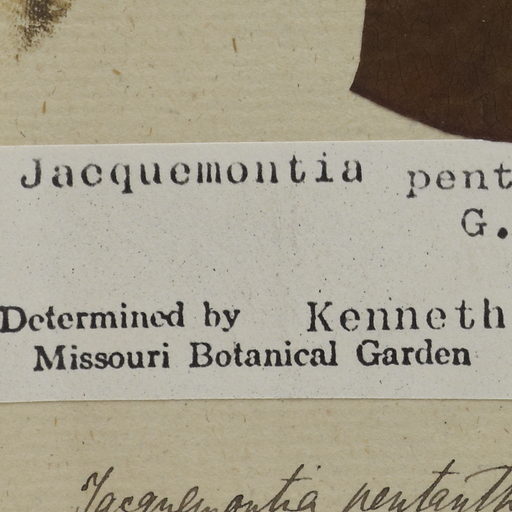 Jacquemontia pent
G.
Determined by Kenneth
Missouri Botanical Garden
Jacquemontia pentanth